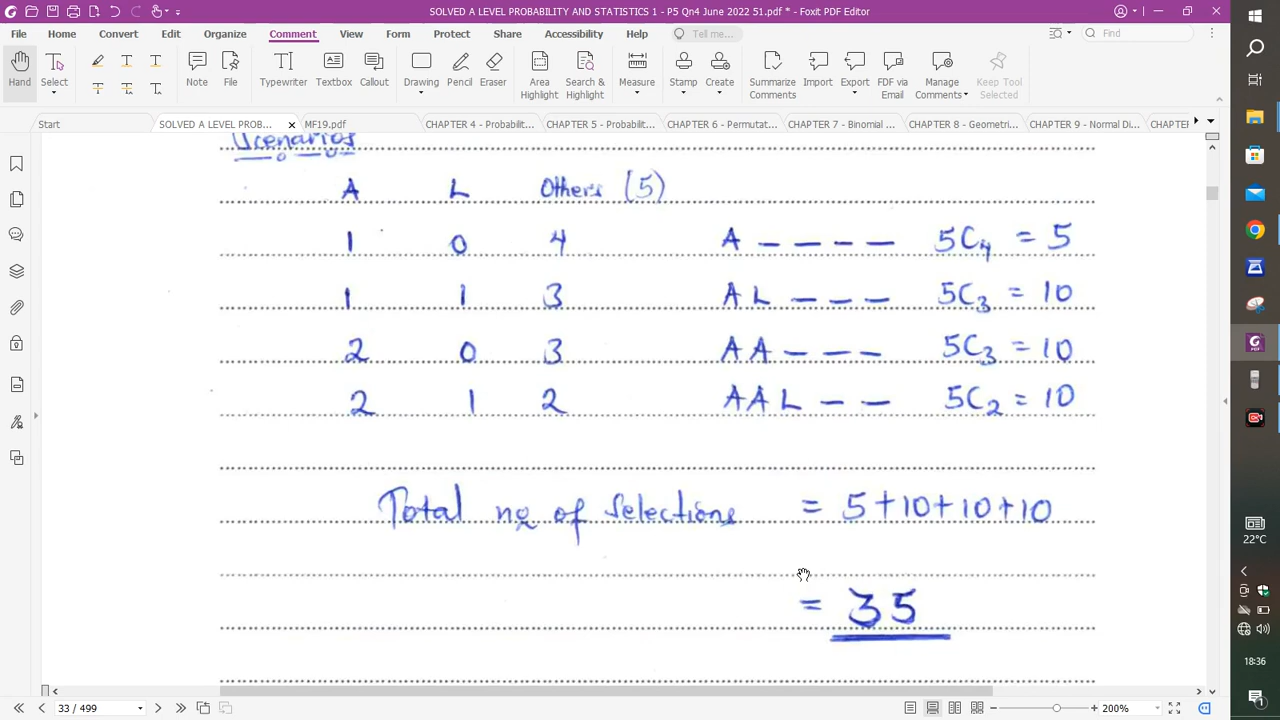 SOLVED A LEVEL PROBABILITY AND STATISTICS 1 - P5 Qn4 June 2022 51.pdf * - Foxit PDF Editor
File Home Convert Edit Organize Comment View Form Protect Share Accessibility Help Tell me... Find
Hand Select Note File Typewriter Textbox Callout Drawing Pencil Eraser Area Highlight Search & Highlight Measure Stamp Create Summarize Comments Import Export FDF via Email Manage Comments Keep Tool Selected
Start SOLVED A LEVEL PROB... MF19.pdf CHAPTER 4 - Probabilit... CHAPTER 5 - Probabilit... CHAPTER 6 - Permutat... CHAPTER 7 - Binomial ... CHAPTER 8 - Geometri... CHAPTER 9 - Normal Di... CHAPTE
Scenarios
A L Others (5)
1 0 4 A – – – – 5C₄ = 5
1 1 3 A L – – – 5C₃ = 10
2 0 3 A A – – – 5C₃ = 10
2 1 2 A A L – – 5C₂ = 10
Total no of selections = 5+10+10+10
= 35
33 / 499 200%
22°C
18:36